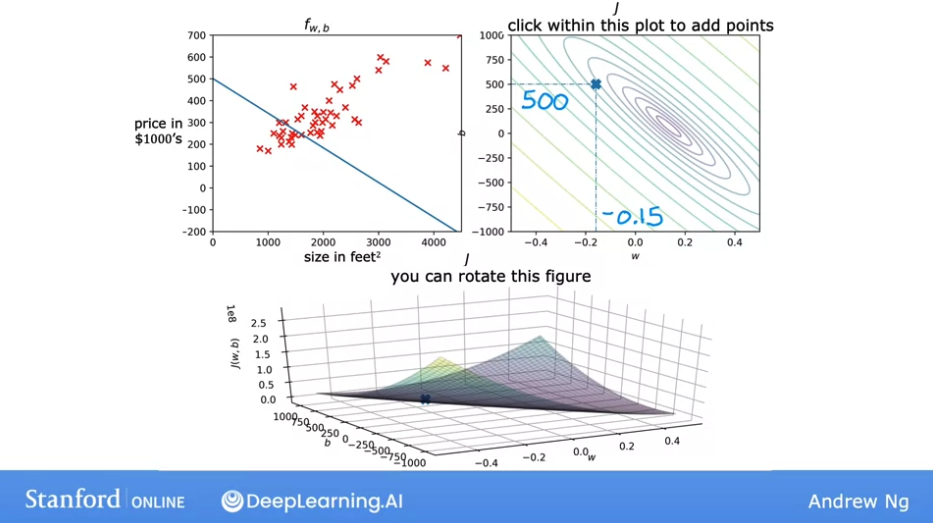 f w,b
700
600
500
400
300
200
100
0
-100
-200
price in
$1000's
0 1000 2000 3000 4000
size in feet²
J
click within this plot to add points
1000
750
500
250
0
-250
-500
-750
-1000
b
500
-0.15
-0.4 -0.2 0.0 0.2 0.4
w
J
you can rotate this figure
1e8
2.5
2.0
1.5
1.0
0.5
0.0
J(w,b)
1000 750 500 250 0 -250 -500 -750 -1000
b
-0.4 -0.2 0.0 0.2 0.4
w
Stanford ONLINE DeepLearning.AI Andrew Ng